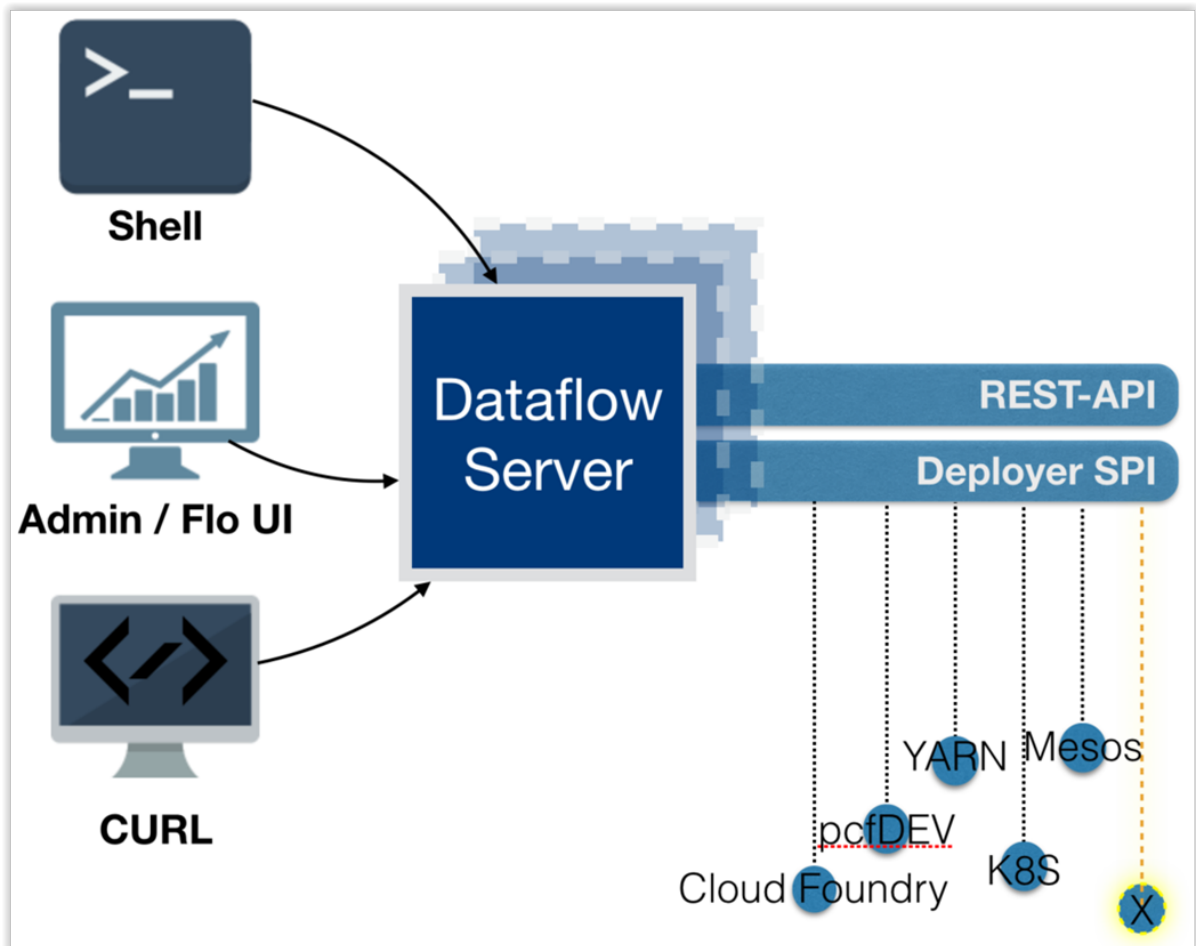 >_
Shell
Admin / Flo UI
</>
CURL
Dataflow
Server
REST-API
Deployer SPI
YARN
Mesos
pcfDEV
K8S
Cloud Foundry
X